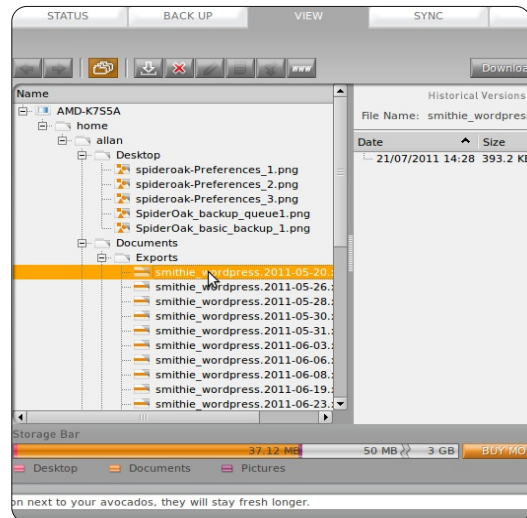 STATUS BACK UP VIEW SYNC
www Downloa
Name
Historical Versions
AMD-K7S5A
File Name: smithie_wordpres
home
allan
Date Size
Desktop
21/07/2011 14:28 393.2 KB
spideroak-Preferences_1.png
spideroak-Preferences_2.png
spideroak-Preferences_3.png
SpiderOak_backup_queue1.png
SpiderOak_basic_backup_1.png
Documents
Exports
smithie_wordpress.2011-05-20.
smithie_wordpress.2011-05-26.
smithie_wordpress.2011-05-28.
smithie_wordpress.2011-05-30.
smithie_wordpress.2011-05-31.
smithie_wordpress.2011-06-03.
smithie_wordpress.2011-06-06.
smithie_wordpress.2011-06-08.
smithie_wordpress.2011-06-19.
smithie_wordpress.2011-06-23.
Storage Bar
37.12 MB 50 MB 3 GB BUY MO
Desktop Documents Pictures
on next to your avocados, they will stay fresh longer.